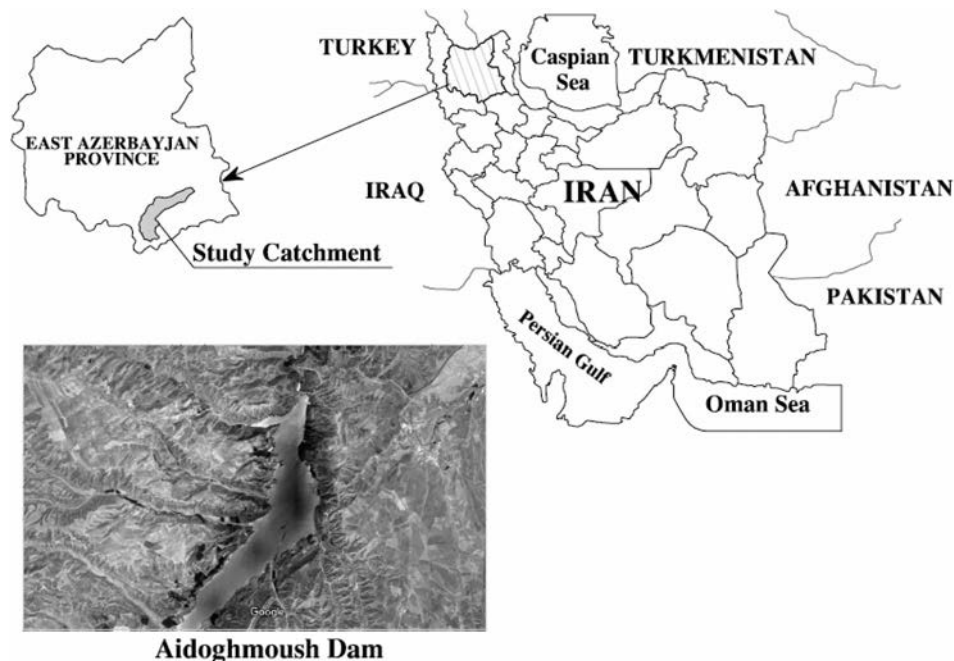 TURKEY
Caspian
Sea
TURKMENISTAN
EAST AZERBAYJAN
PROVINCE
IRAQ
IRAN
AFGHANISTAN
Study Catchment
PAKISTAN
Persian Gulf
Oman Sea
Google
Aidoghmoush Dam